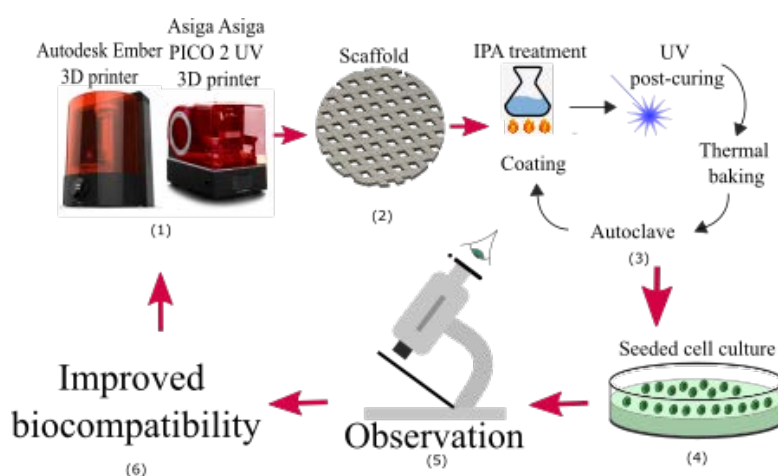 Autodesk Ember
3D printer
Asiga Asiga
PICO 2 UV
3D printer
(1)
Scaffold
(2)
IPA treatment
UV
post-curing
Thermal
baking
Autoclave
(3)
Coating
Seeded cell culture
(4)
Observation
(5)
Improved
biocompatibility
(6)